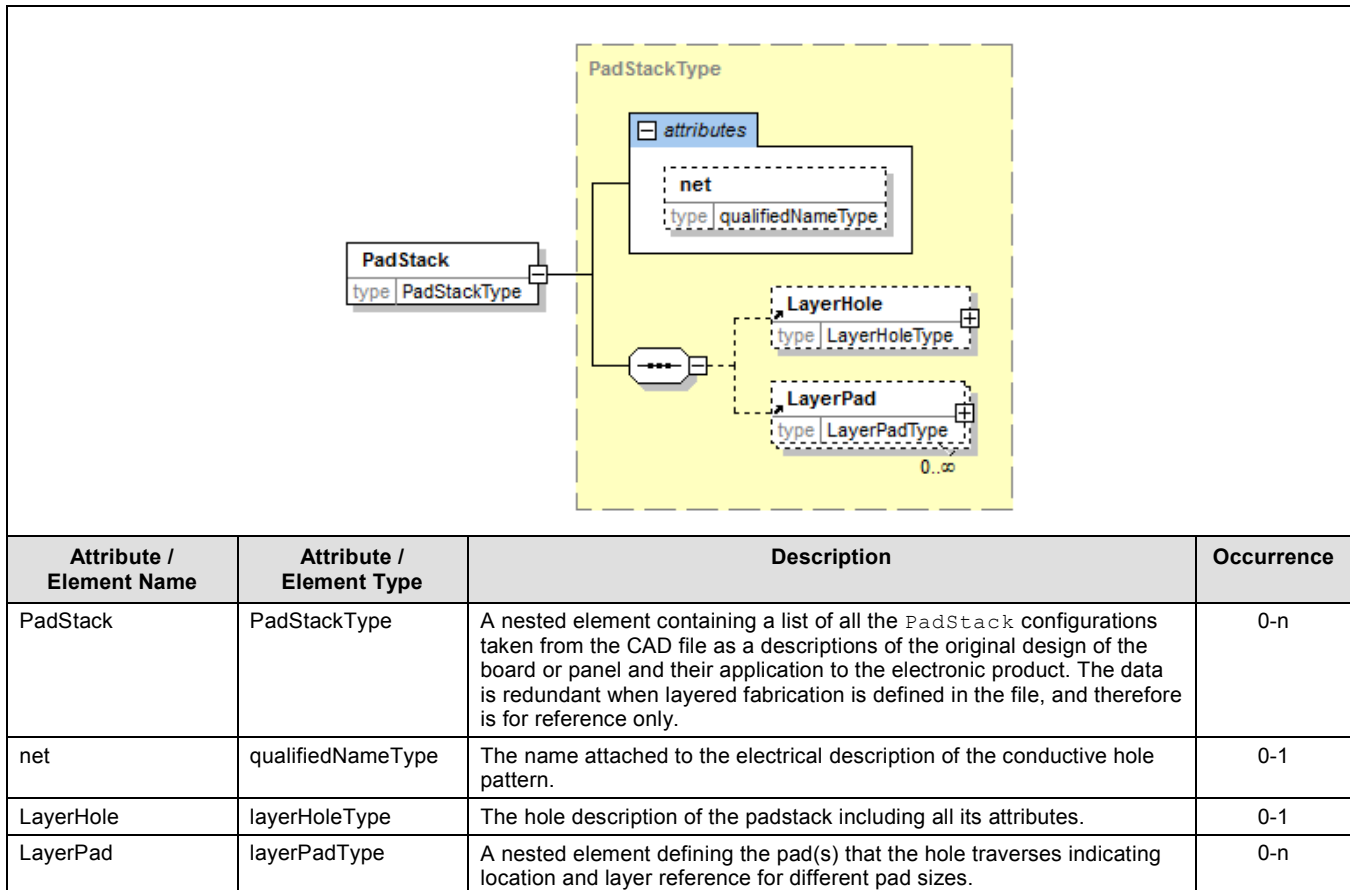 PadStackType
attributes
net
type qualifiedNameType
PadStack
type PadStackType
LayerHole
type LayerHoleType
LayerPad
type LayerPadType
0..∞
Attribute / Element Name
Attribute / Element Type
Description
Occurrence
PadStack
PadStackType
A nested element containing a list of all the PadStack configurations
taken from the CAD file as a descriptions of the original design of the
board or panel and their application to the electronic product. The data
is redundant when layered fabrication is defined in the file, and therefore
is for reference only.
0-n
net
qualifiedNameType
The name attached to the electrical description of the conductive hole
pattern.
0-1
LayerHole
layerHoleType
The hole description of the padstack including all its attributes.
0-1
LayerPad
layerPadType
A nested element defining the pad(s) that the hole traverses indicating
location and layer reference for different pad sizes.
0-n